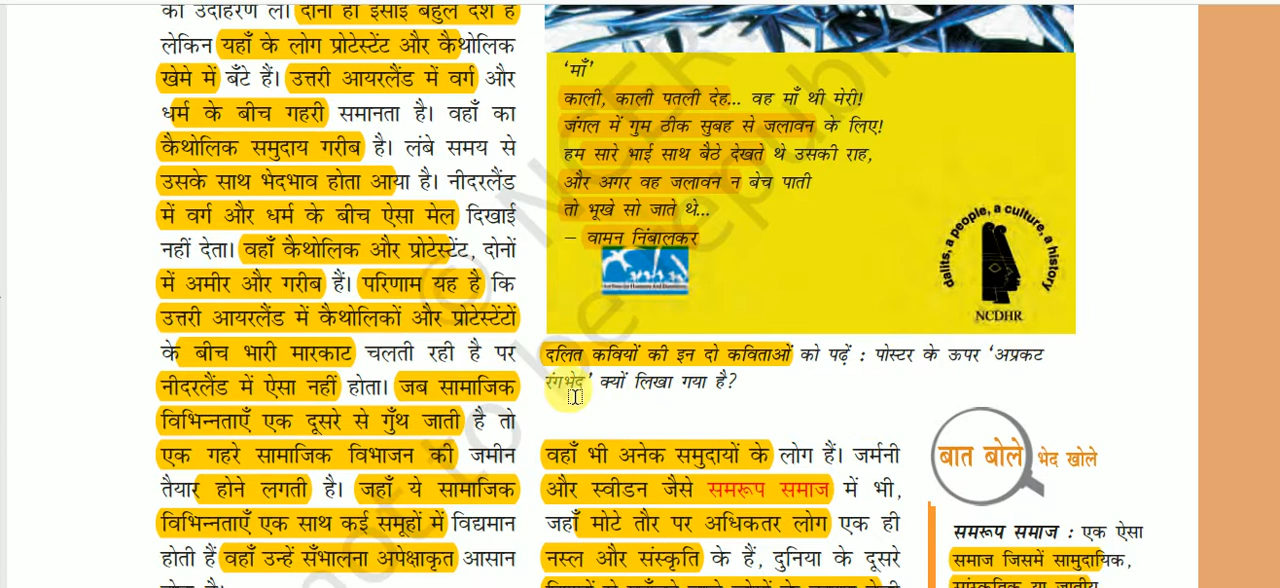 को उदाहरण लें। दोनों ही ईसाई बहुल देश हैं
लेकिन यहाँ के लोग प्रोटेस्टेंट और कैथोलिक
खेमे में बँटे हैं। उत्तरी आयरलैंड में वर्ग और
धर्म के बीच गहरी समानता है। वहाँ का
कैथोलिक समुदाय गरीब है। लंबे समय से
उसके साथ भेदभाव होता आया है। नीदरलैंड
में वर्ग और धर्म के बीच ऐसा मेल दिखाई
नहीं देता। वहाँ कैथोलिक और प्रोटेस्टेंट, दोनों
में अमीर और गरीब हैं। परिणाम यह है कि
उत्तरी आयरलैंड में कैथोलिकों और प्रोटेस्टेंटों
के बीच भारी मारकाट चलती रही है पर
नीदरलैंड में ऐसा नहीं होता। जब सामाजिक
विभिन्नताएँ एक दूसरे से गुँथ जाती है तो
एक गहरे सामाजिक विभाजन की जमीन
तैयार होने लगती है। जहाँ ये सामाजिक
विभिन्नताएँ एक साथ कई समूहों में विद्यमान
होती हैं वहाँ उन्हें सँभालना अपेक्षाकृत आसान
होता है।
‘माँ’
काली, काली पतली देह... वह माँ थी मेरी!
जंगल में गुम ठीक सुबह से जलावन के लिए!
हम सारे भाई साथ बैठे देखते थे उसकी राह,
और अगर वह जलावन न बेच पाती
तो भूखे सो जाते थे...
– वामन निंबालकर
dalits, a people, a culture, a history
NCDHR
दलित कवियों की इन दो कविताओं को पढ़ें : पोस्टर के ऊपर ‘अप्रकट
रंगभेद’ क्यों लिखा गया है?
वहाँ भी अनेक समुदायों के लोग हैं। जर्मनी
और स्वीडन जैसे समरूप समाज में भी,
जहाँ मोटे तौर पर अधिकतर लोग एक ही
नस्ल और संस्कृति के हैं, दुनिया के दूसरे
बात बोले भेद खोले
समरूप समाज : एक ऐसा
समाज जिसमें सामुदायिक,
सांस्कृतिक या जातीय
© NCER
not to be republi